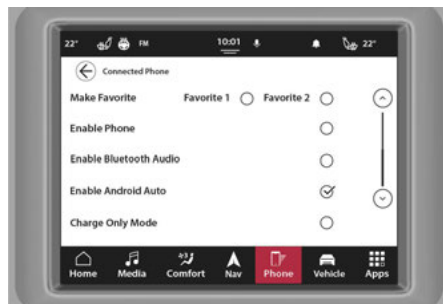 22° FM 10:01 22°
Connected Phone
Make Favorite Favorite 1 Favorite 2
Enable Phone
Enable Bluetooth Audio
Enable Android Auto
Charge Only Mode
Home Media Comfort Nav Phone Vehicle Apps